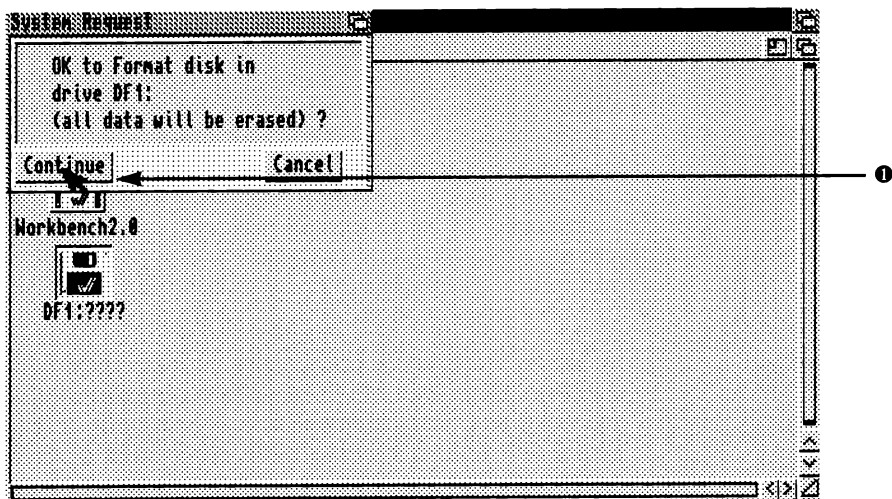 System Request
OK to Format disk in
drive DF1:
(all data will be erased) ?
Continue
Cancel
❶
Workbench2.0
DF1:????